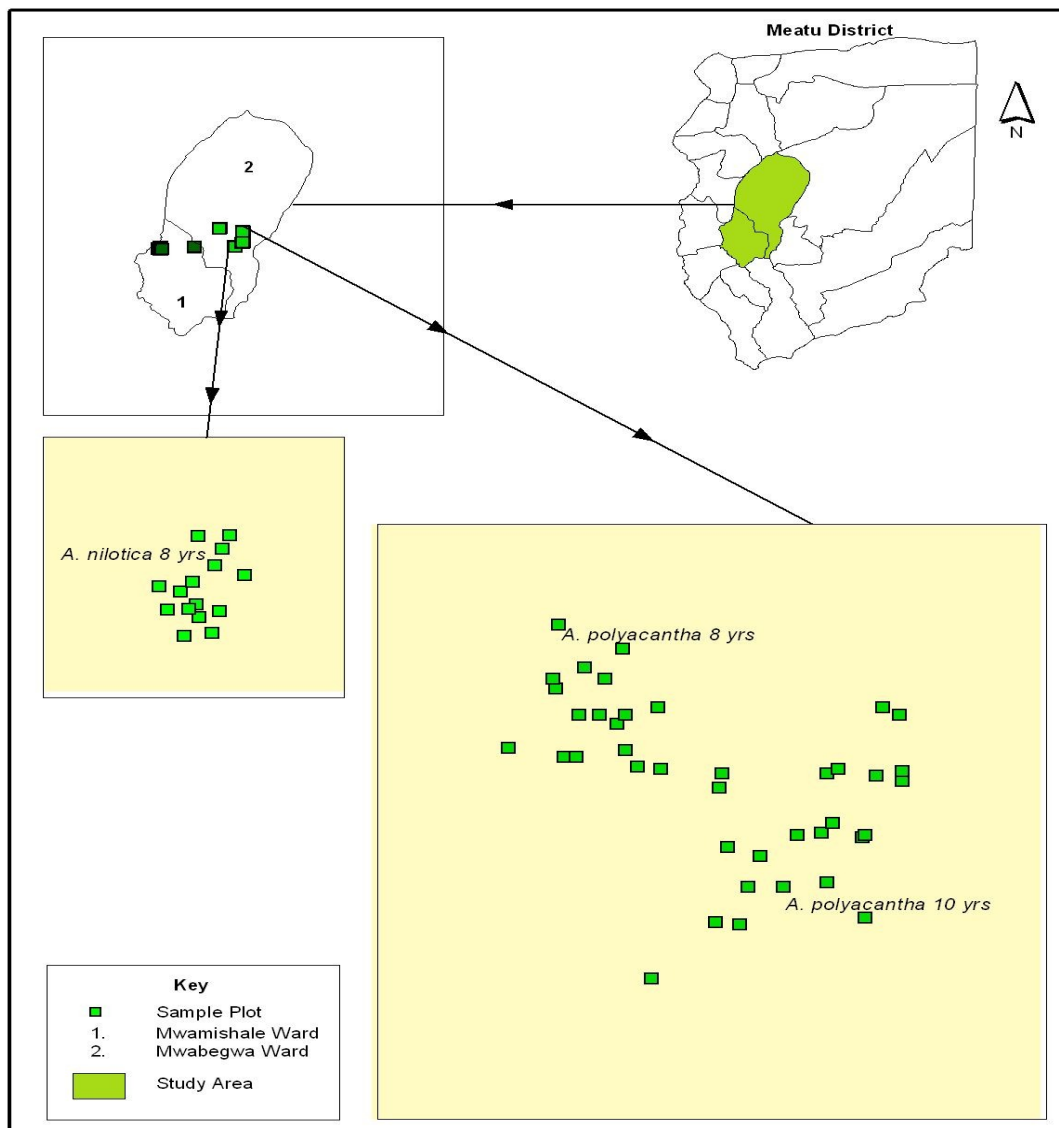 Meatu District
N
2
1
A. nilotica 8 yrs
A. polyacantha 8 yrs
A. polyacantha 10 yrs
Key
Sample Plot
1. Mwamishale Ward
2. Mwabegwa Ward
Study Area